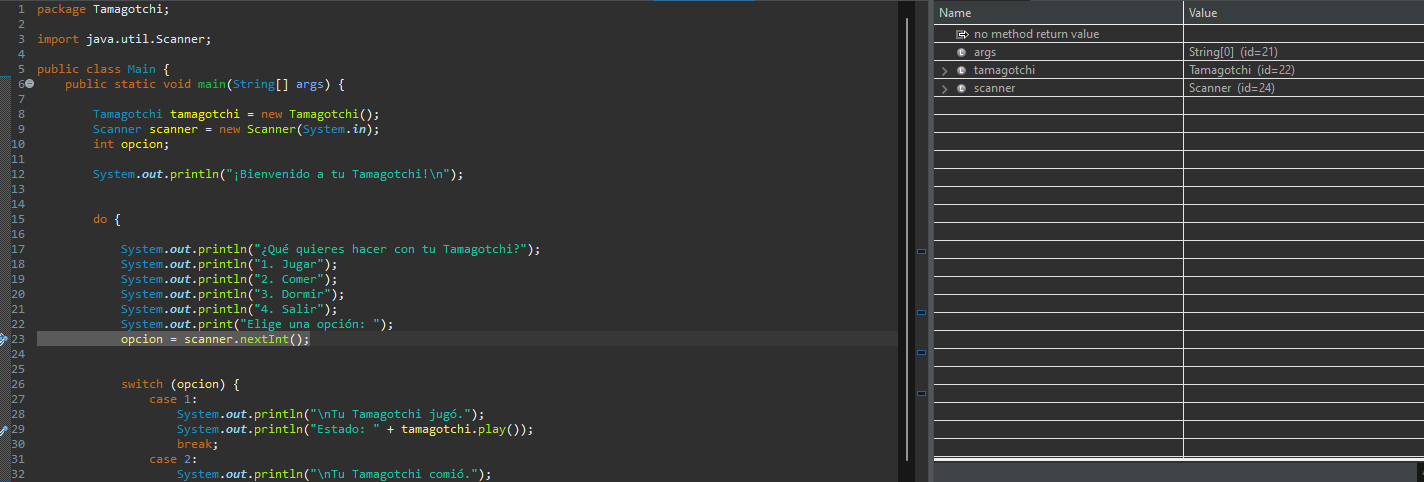 1 package Tamagotchi;
2
3 import java.util.Scanner;
4
5 public class Main {
6 public static void main(String[] args) {
7
8 Tamagotchi tamagotchi = new Tamagotchi();
9 Scanner scanner = new Scanner(System.in);
10 int opcion;
11
12 System.out.println("¡Bienvenido a tu Tamagotchi!\n");
13
14
15 do {
16
17 System.out.println("¿Qué quieres hacer con tu Tamagotchi?");
18 System.out.println("1. Jugar");
19 System.out.println("2. Comer");
20 System.out.println("3. Dormir");
21 System.out.println("4. Salir");
22 System.out.print("Elige una opción: ");
23 opcion = scanner.nextInt();
24
25
26 switch (opcion) {
27 case 1:
28 System.out.println("\nTu Tamagotchi jugó.");
29 System.out.println("Estado: " + tamagotchi.play());
30 break;
31 case 2:
32 System.out.println("\nTu Tamagotchi comió.");
Name Value
no method return value
args String[0] (id=21)
tamagotchi Tamagotchi (id=22)
scanner Scanner (id=24)